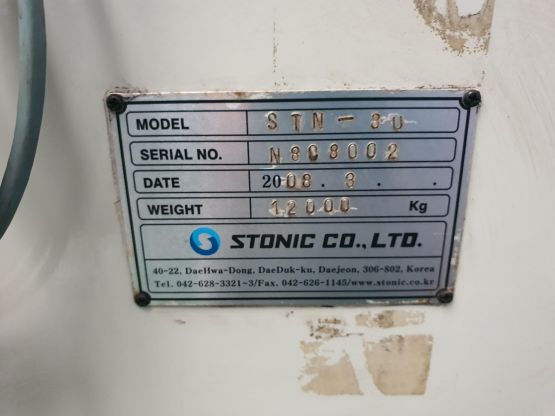 MODEL STN-30
SERIAL NO. N808002
DATE 2008. 3. .
WEIGHT 12000 Kg
STONIC CO., LTD.
40-22, DaeHwa-Dong, DaeDuk-ku, Daejeon, 306-802, Korea
Tel. 042-628-3321~3/Fax. 042-626-1145/www.stonic.co.kr